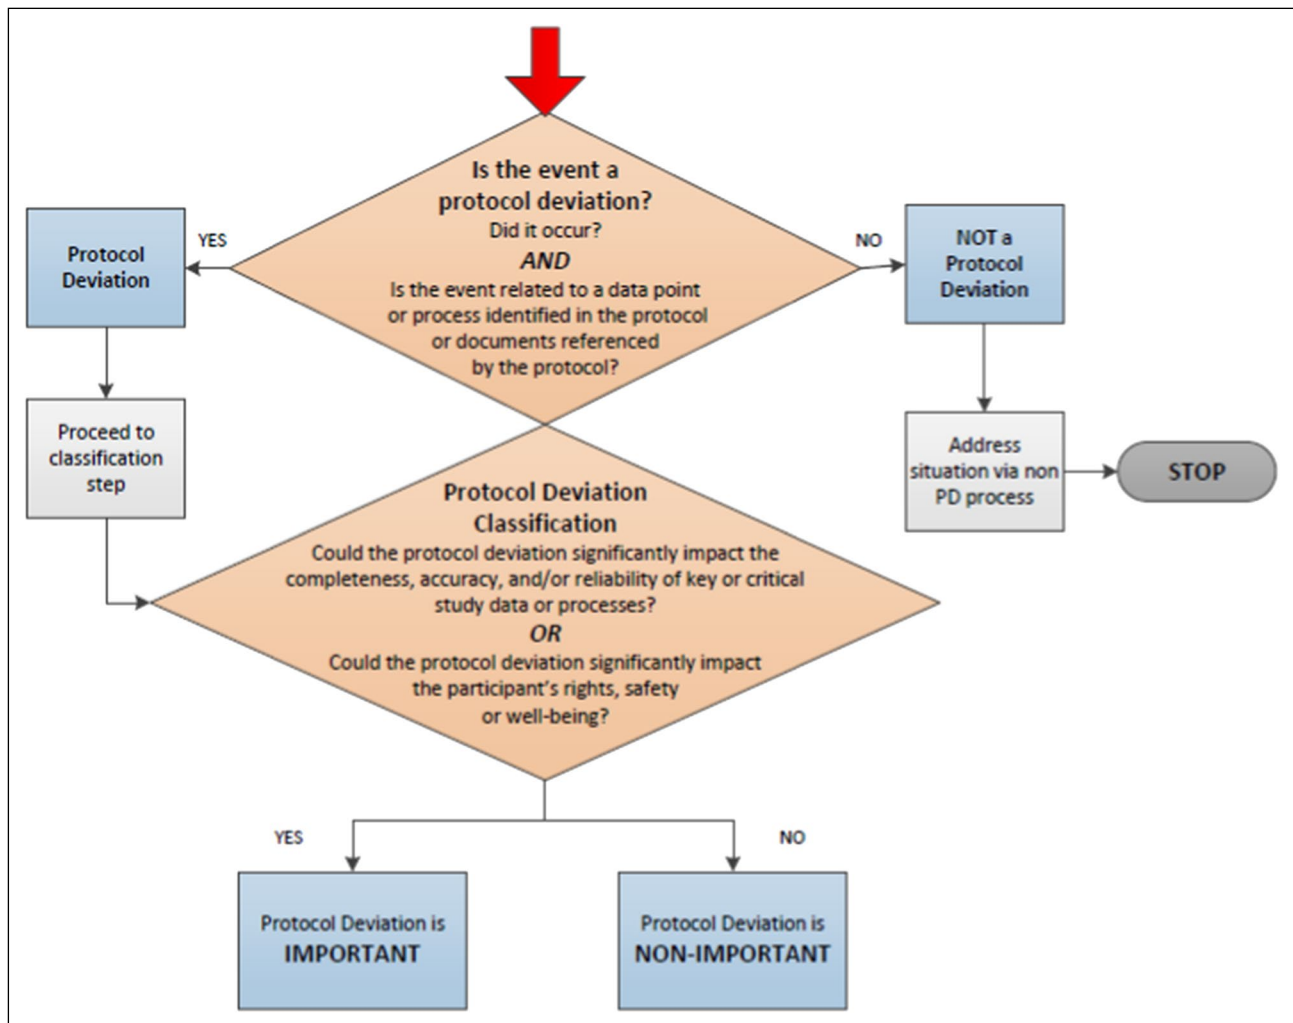 Is the event a
protocol deviation?
Did it occur?
AND
Is the event related to a data point
or process identified in the protocol
or documents referenced
by the protocol?
YES
NO
Protocol
Deviation
NOT a
Protocol
Deviation
Proceed to
classification
step
Address
situation via non
PD process
STOP
Protocol Deviation
Classification
Could the protocol deviation significantly impact the
completeness, accuracy, and/or reliability of key or critical
study data or processes?
OR
Could the protocol deviation significantly impact
the participant's rights, safety
or well-being?
YES
NO
Protocol Deviation is
IMPORTANT
Protocol Deviation is
NON-IMPORTANT